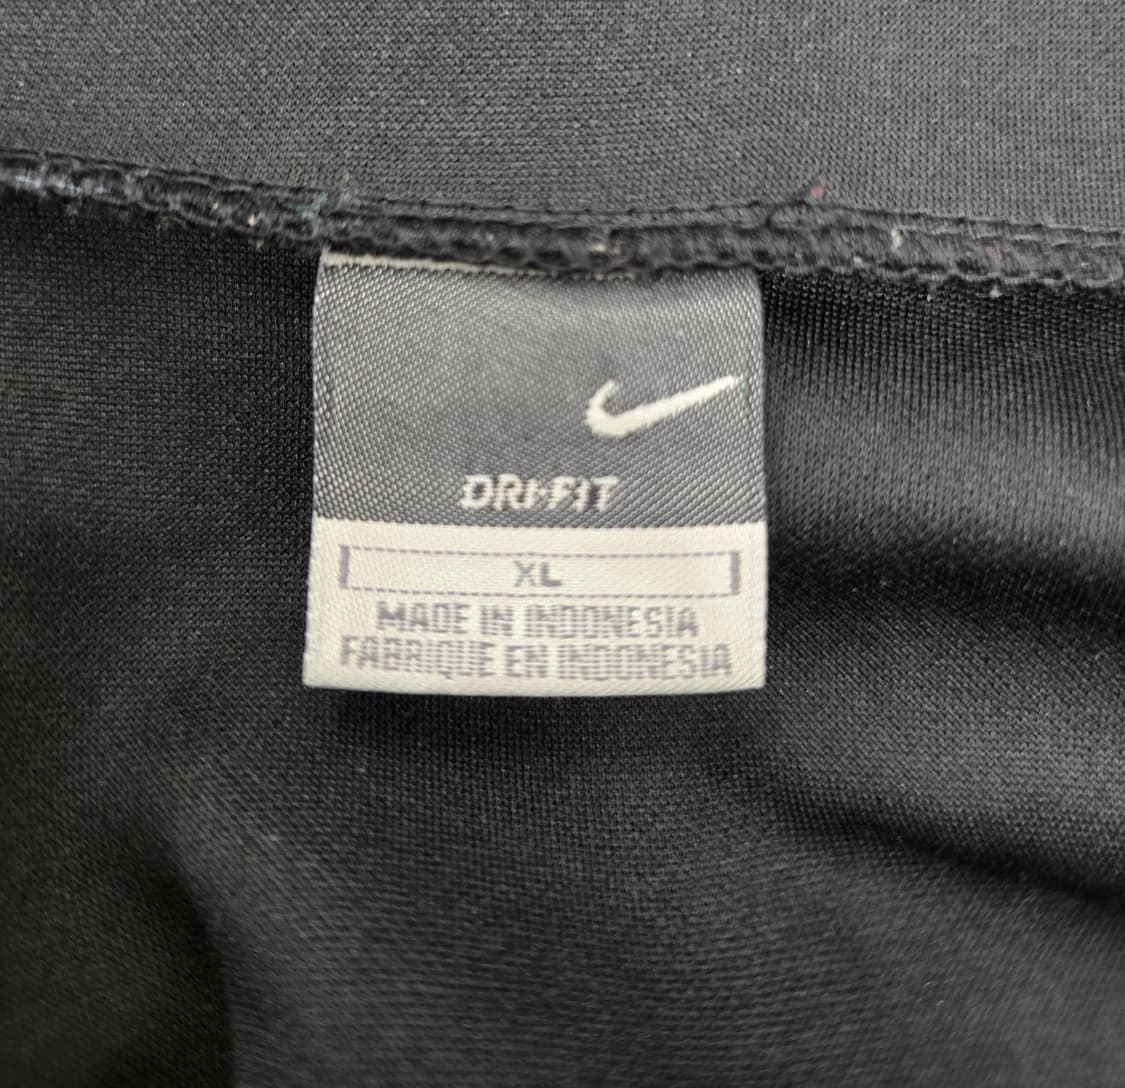 DRI-FIT
XL
MADE IN INDONESIA
FABRIQUE EN INDONESIA